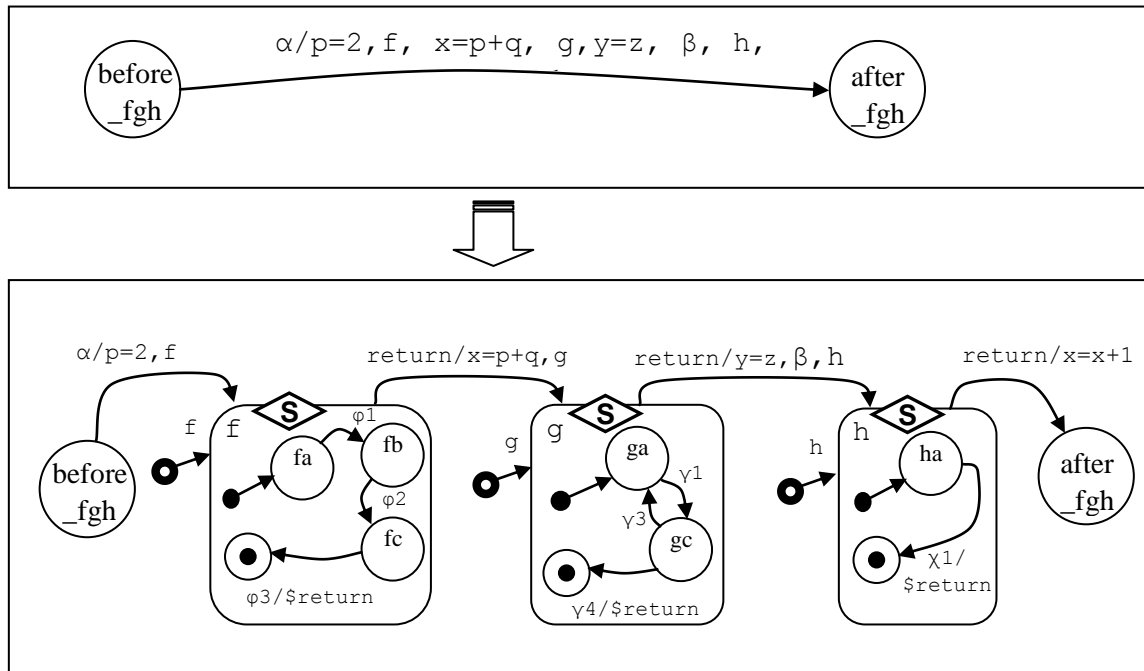 α/p=2,f, x=p+q, g,y=z, β, h,
before
_fgh
after
_fgh
α/p=2,f
return/x=p+q,g
return/y=z,β,h
return/x=x+1
S
S
S
f
f
g
g
h
h
φ1
fa
fb
φ2
fc
φ3/$return
ga
γ1
γ3
gc
γ4/$return
ha
χ1/
$return
before
_fgh
after
_fgh